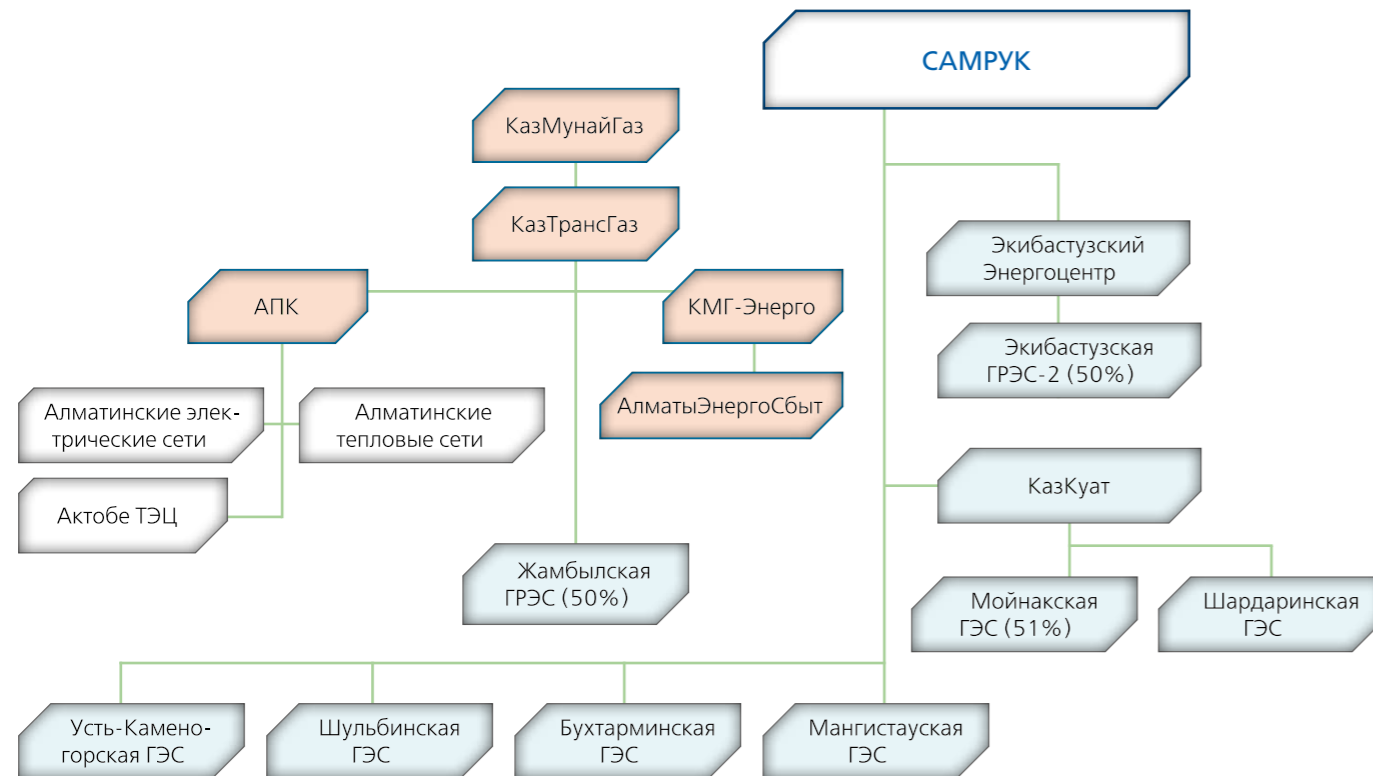 САМРУК
КазМунайГаз
КазТрансГаз
Экибастузский
Энергоцентр
АПК
КМГ-Энерго
Экибастузская
ГРЭС-2 (50%)
Алматинские элек-
трические сети
Алматинские
тепловые сети
АлматыЭнергоСбыт
КазКуат
Актобе ТЭЦ
Жамбылская
ГРЭС (50%)
Мойнакская
ГЭС (51%)
Шардаринская
ГЭС
Усть-Камено-
горская ГЭС
Шульбинская
ГЭС
Бухтарминская
ГЭС
Мангистауская
ГЭС